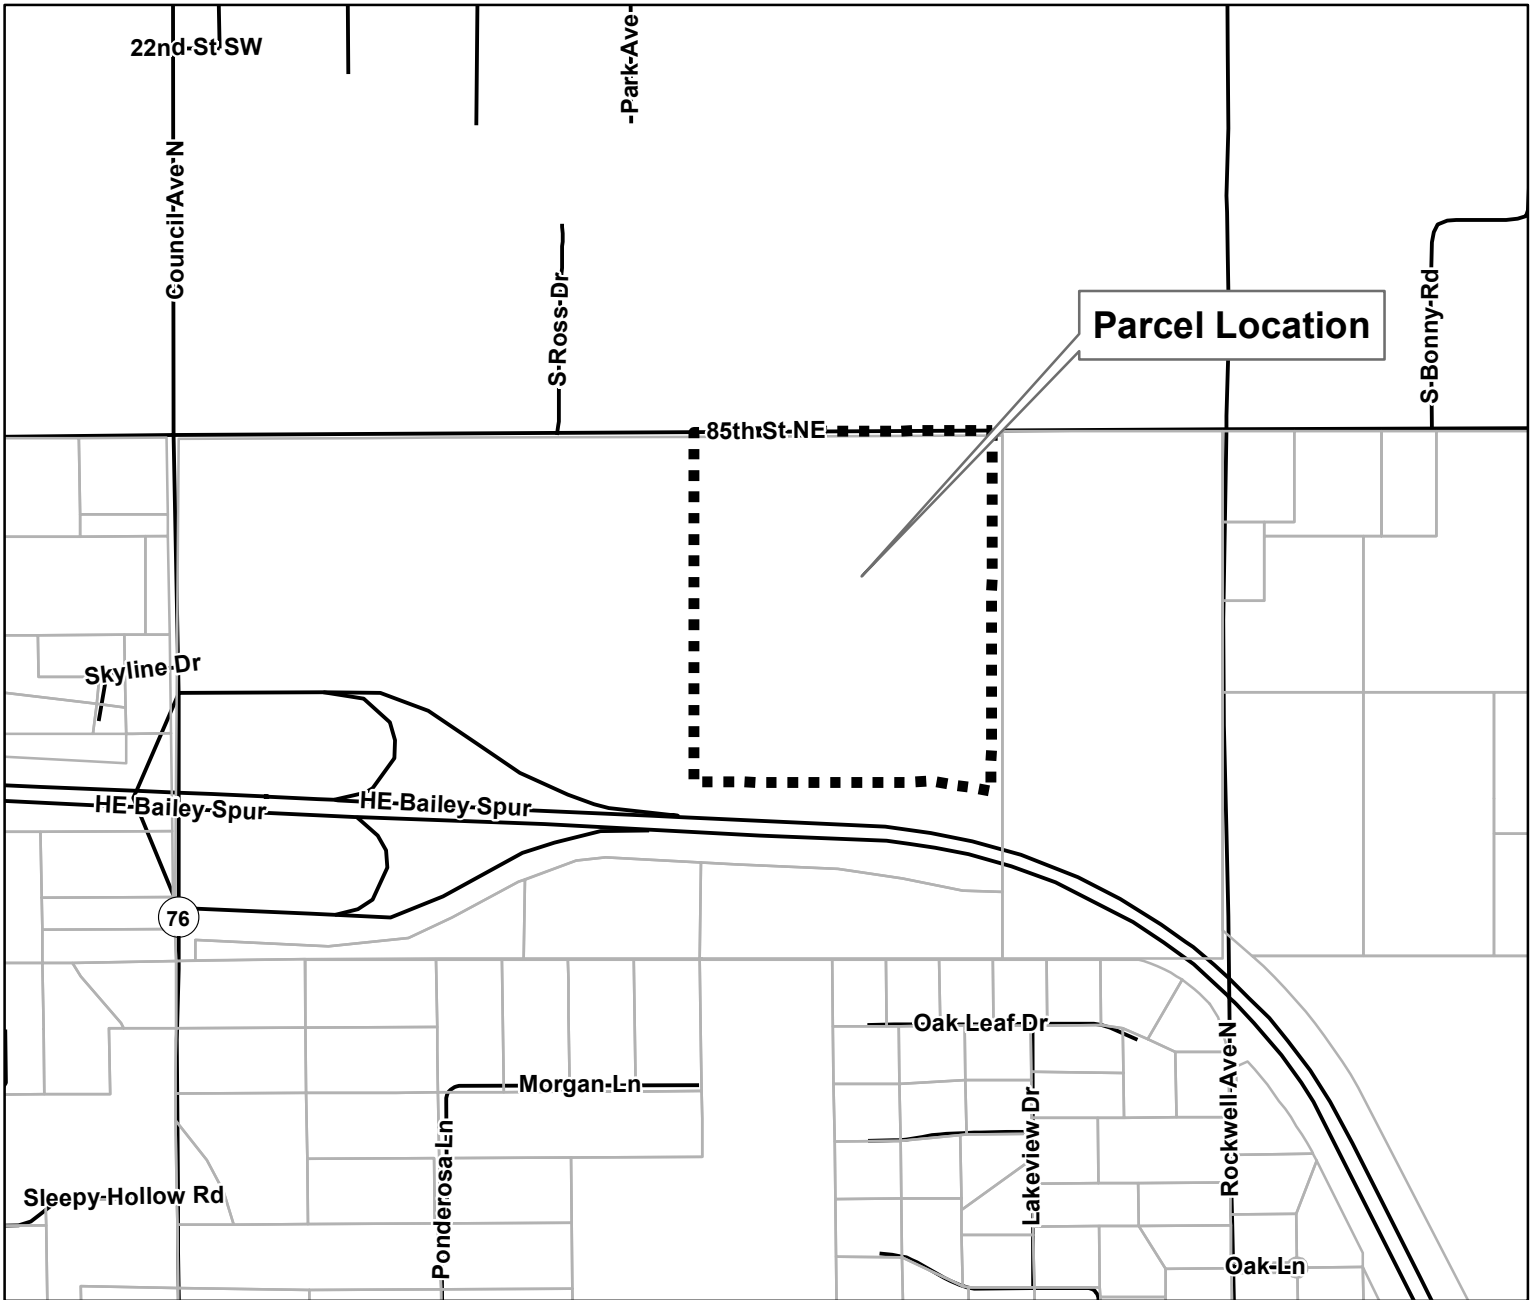 22nd St SW
Park Ave
Council Ave N
S Ross Dr
S Bonny Rd
Parcel Location
85th St NE
Skyline Dr
HE Bailey Spur
HE Bailey Spur
76
Oak Leaf Dr
Morgan Ln
Lakeview Dr
Rockwell Ave N
Ponderosa Ln
Sleepy Hollow Rd
Oak Ln